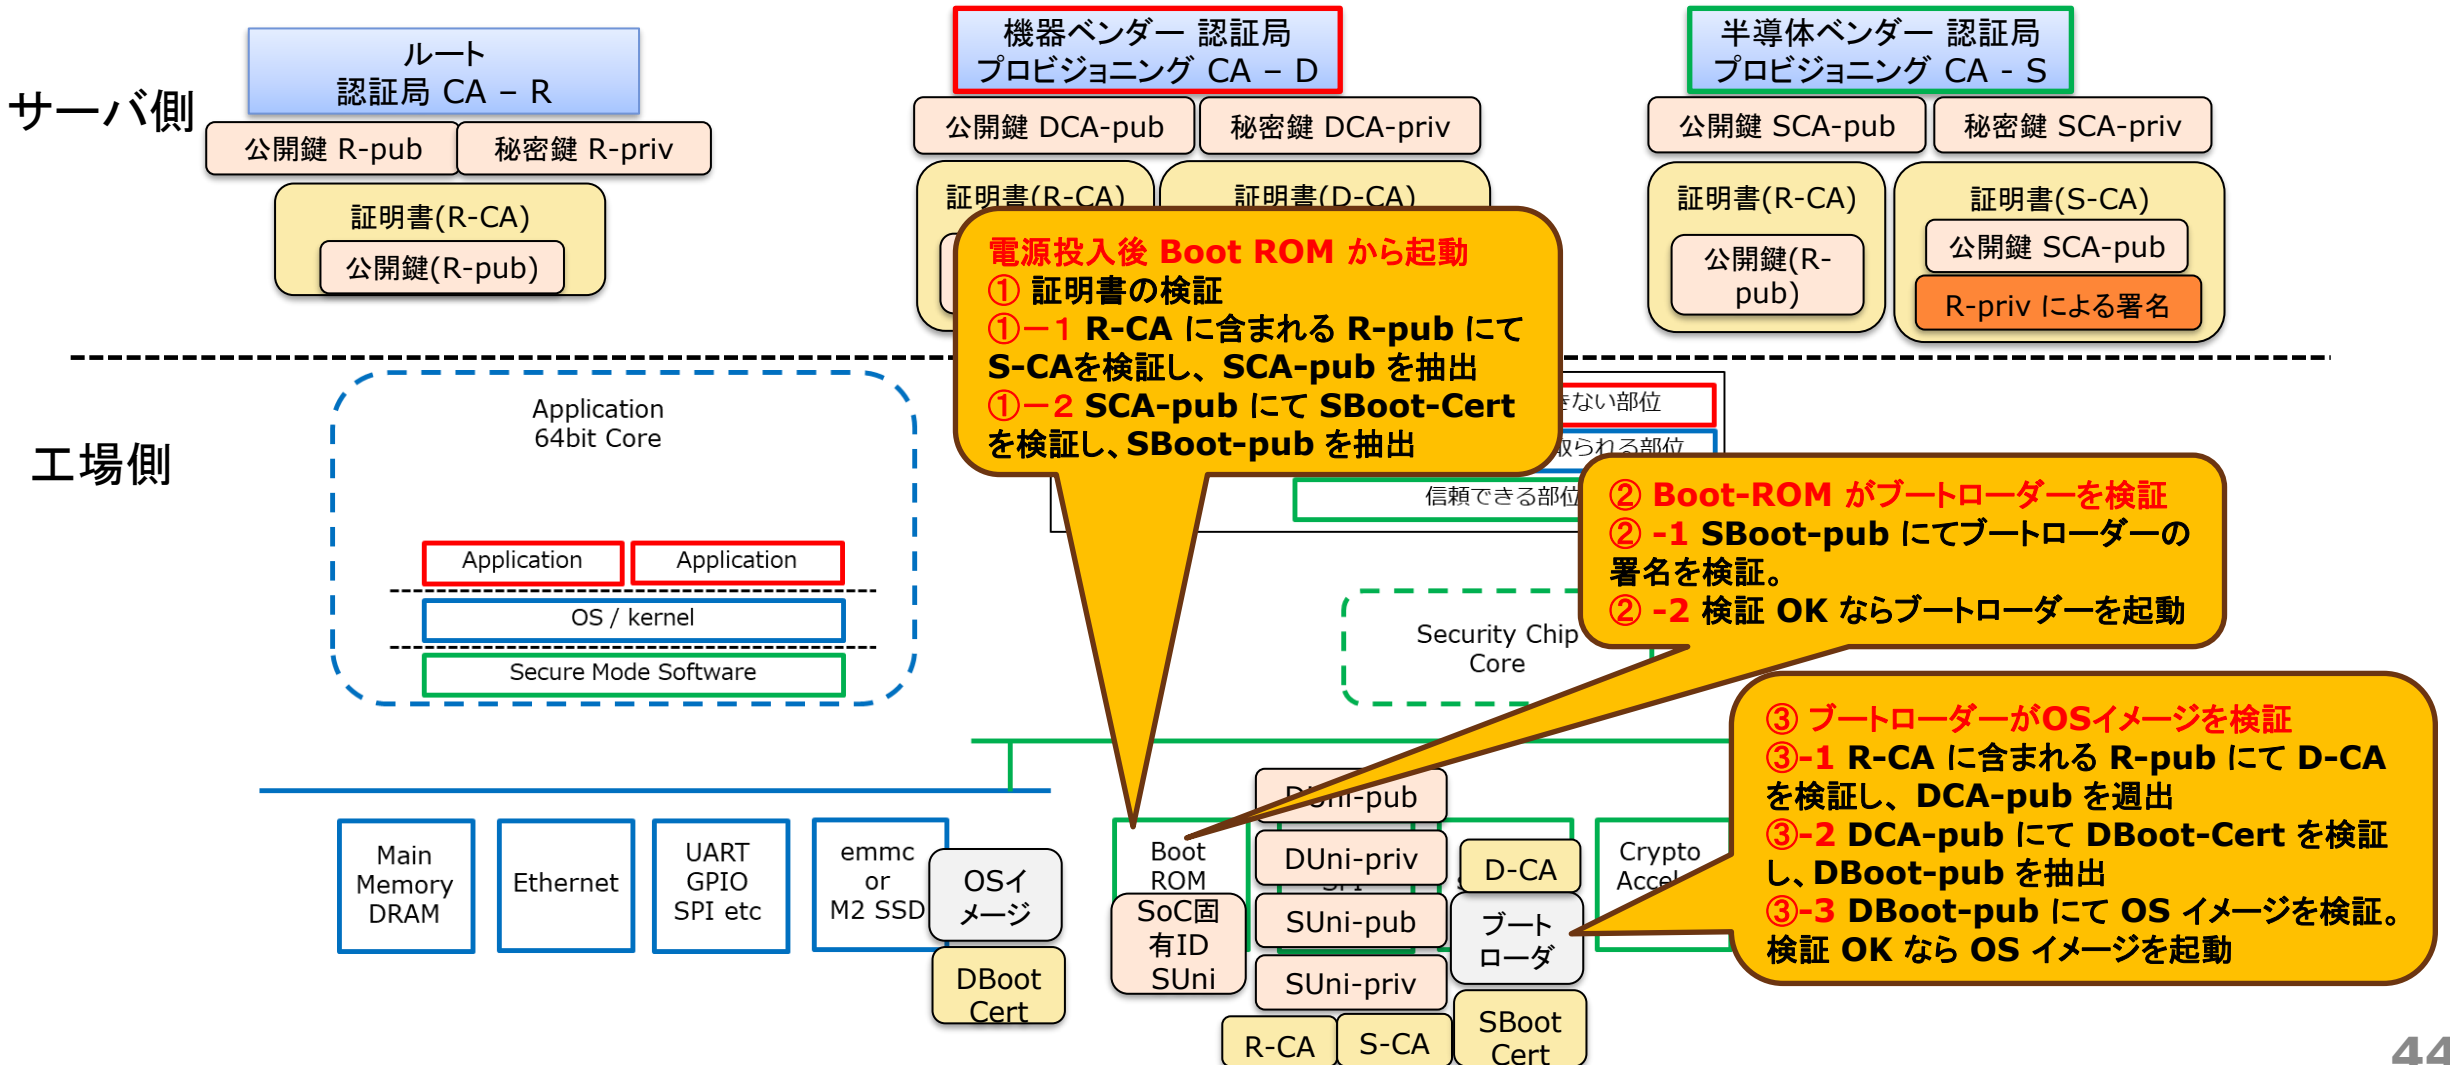 サーバ側
ルート
認証局 CA – R
公開鍵 R-pub
秘密鍵 R-priv
証明書(R-CA)
公開鍵(R-pub)
機器ベンダー 認証局
プロビジョニング CA – D
公開鍵 DCA-pub
秘密鍵 DCA-priv
証明書(R-CA)
証明書(D-CA)
半導体ベンダー 認証局
プロビジョニング CA - S
公開鍵 SCA-pub
秘密鍵 SCA-priv
証明書(R-CA)
公開鍵(R-
pub)
証明書(S-CA)
公開鍵 SCA-pub
R-priv による署名
電源投入後 Boot ROM から起動
① 証明書の検証
①－１ R-CA に含まれる R-pub にて
S-CAを検証し、SCA-pub を抽出
①－２ SCA-pub にて SBoot-Cert
を検証し、SBoot-pub を抽出
工場側
Application
64bit Core
Application
Application
OS / kernel
Secure Mode Software
きない部位
取られる部位
信頼できる部位
② Boot-ROM がブートローダーを検証
② -1 SBoot-pub にてブートローダーの
署名を検証。
② -2 検証 OK ならブートローダーを起動
Security Chip
Core
③ ブートローダーがOSイメージを検証
③-1 R-CA に含まれる R-pub にて D-CA
を検証し、DCA-pub を週出
③-2 DCA-pub にて DBoot-Cert を検証
し、DBoot-pub を抽出
③-3 DBoot-pub にて OS イメージを検証。
検証 OK なら OS イメージを起動
Main
Memory
DRAM
Ethernet
UART
GPIO
SPI etc
emmc
or
M2 SSD
OSイ
メージ
DBoot
Cert
Boot
ROM
SoC固
有ID
SUni
DUni-pub
DUni-priv
SUni-pub
SUni-priv
R-CA
S-CA
D-CA
ブート
ローダ
SBoot
Cert
Crypto
44